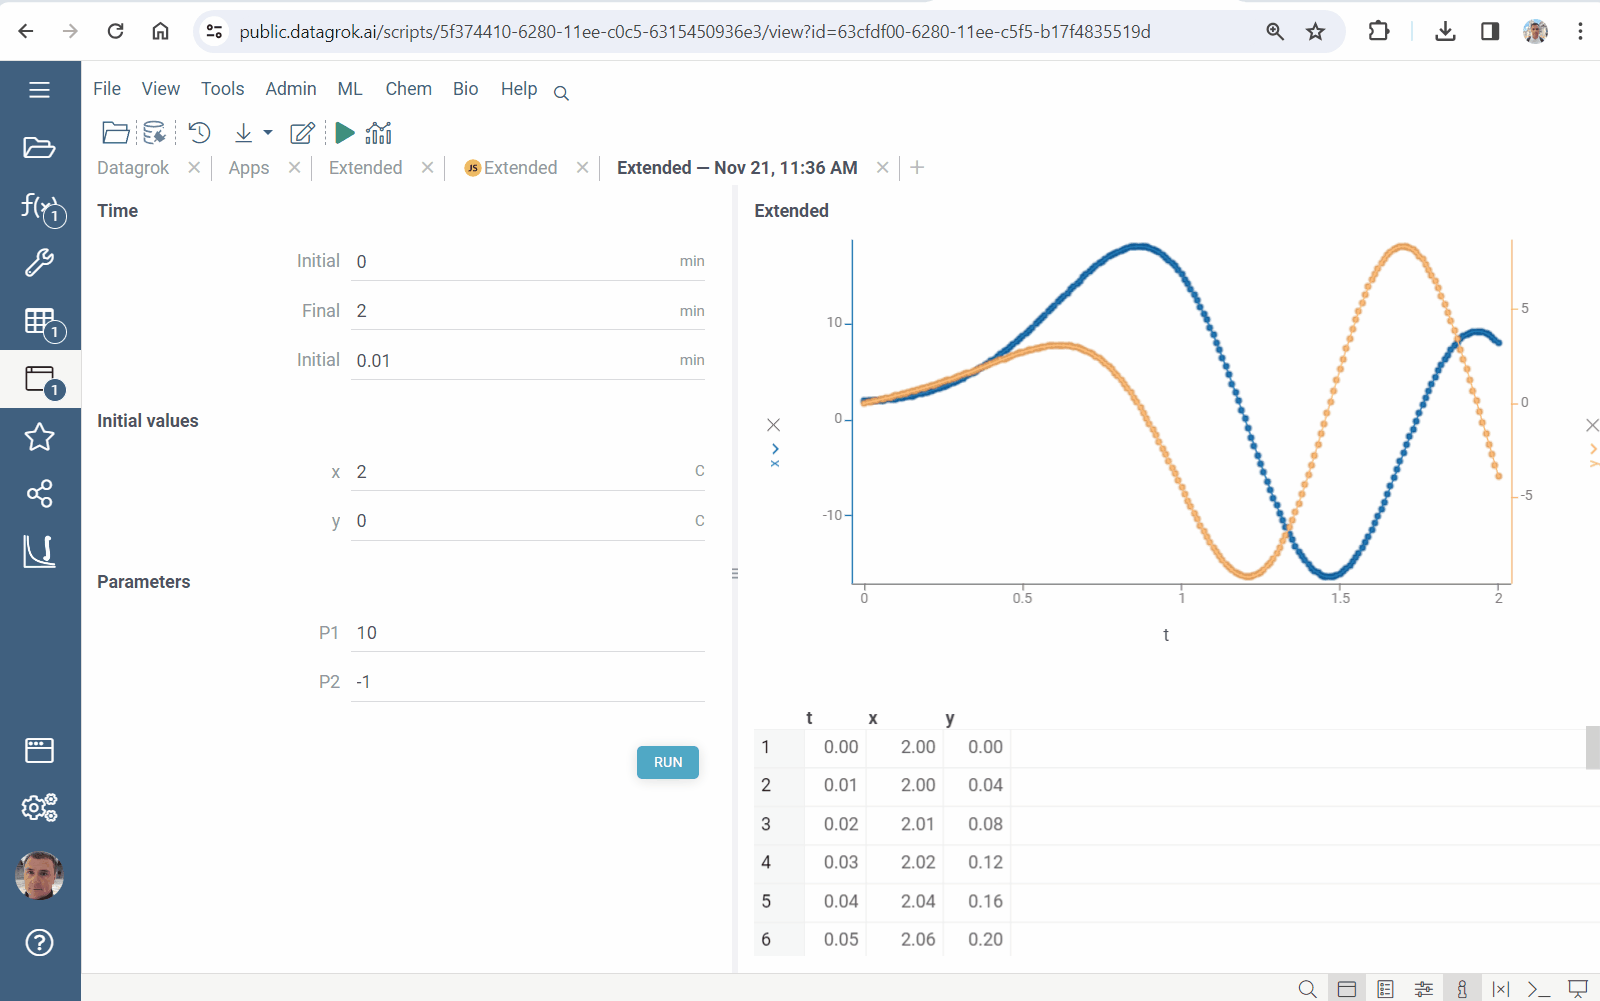 public.datagrok.ai/scripts/5f374410-6280-11ee-c0c5-6315450936e3/view?id=63cfdf00-6280-11ee-c5f5-b17f4835519d
File View Tools Admin ML Chem Bio Help
Datagrok Apps Extended JS Extended Extended — Nov 21, 11:36 AM
f(x) 1
1
1
Time
Initial 0 min
Final 2 min
Initial 0.01 min
Initial values
x 2 C
y 0 C
Parameters
P1 10
P2 -1
RUN
Extended
10
0
-10
5
0
-5
x
0 0.5 1 1.5 2
t
t x y
1 0.00 2.00 0.00
2 0.01 2.00 0.04
3 0.02 2.01 0.08
4 0.03 2.02 0.12
5 0.04 2.04 0.16
6 0.05 2.06 0.20